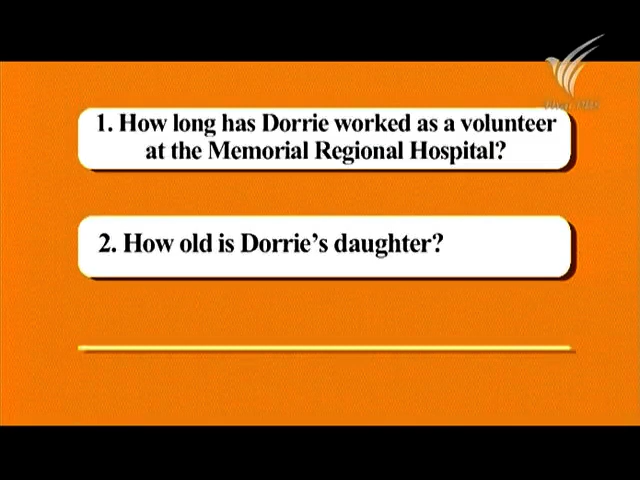 1. How long has Dorrie worked as a volunteer
at the Memorial Regional Hospital?
2. How old is Dorrie's daughter?